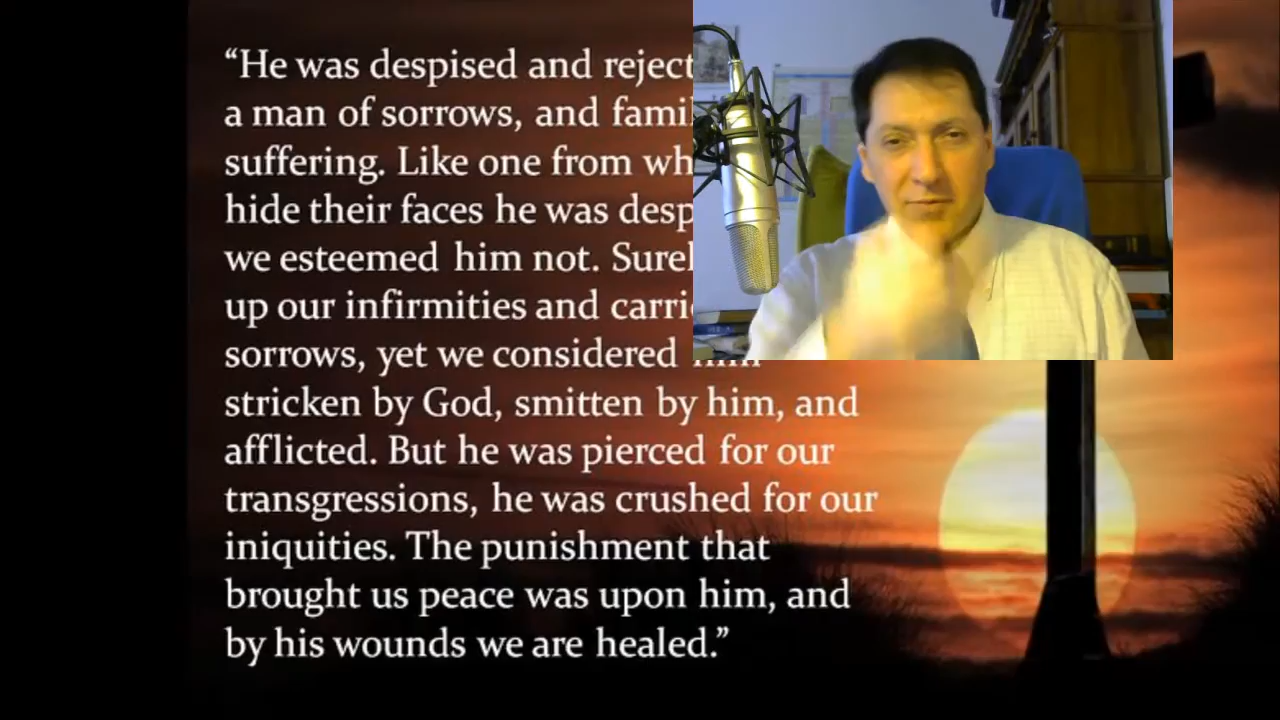 “He was despised and reject
a man of sorrows, and famil
suffering. Like one from wh
hide their faces he was desp
we esteemed him not. Surel
up our infirmities and carri
sorrows, yet we considered
stricken by God, smitten by him, and
afflicted. But he was pierced for our
transgressions, he was crushed for our
iniquities. The punishment that
brought us peace was upon him, and
by his wounds we are healed.”